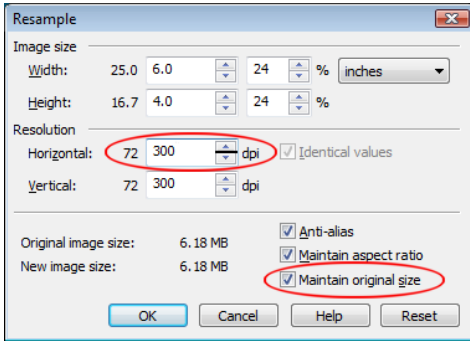 Resample
Image size
Width: 25.0 6.0 24 % inches
Height: 16.7 4.0 24 %
Resolution
Horizontal: 72 300 dpi Identical values
Vertical: 72 300 dpi
Original image size: 6.18 MB
New image size: 6.18 MB
Anti-alias
Maintain aspect ratio
Maintain original size
OK Cancel Help Reset